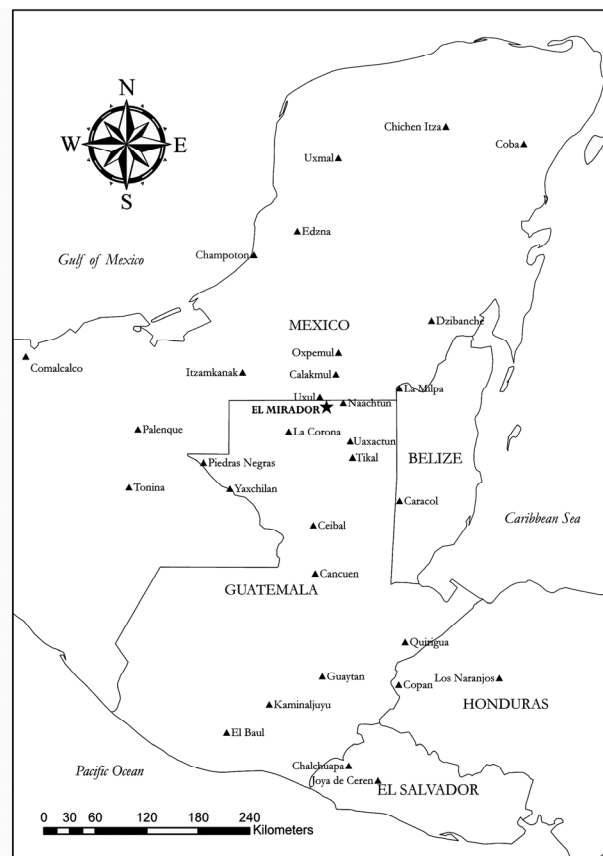 N
W E
S
Chichen Itza
Coba
Uxmal
Edzna
Champoton
Gulf of Mexico
MEXICO
Dzibanche
Oxpemul
Comalcalco
Itzamkanak
Calakmul
La Milpa
Uxul
Naachtun
EL MIRADOR
La Corona
Palenque
Uaxactun
Tikal
BELIZE
Piedras Negras
Tonina
Yaxchilan
Caracol
Caribbean Sea
Ceibal
Cancuen
GUATEMALA
Quirigua
Guaytan
Copan
Los Naranjos
Kaminaljuyu
HONDURAS
El Baul
Chalchuapa
Pacific Ocean
Joya de Ceren
EL SALVADOR
0 30 60 120 180 240
Kilometers